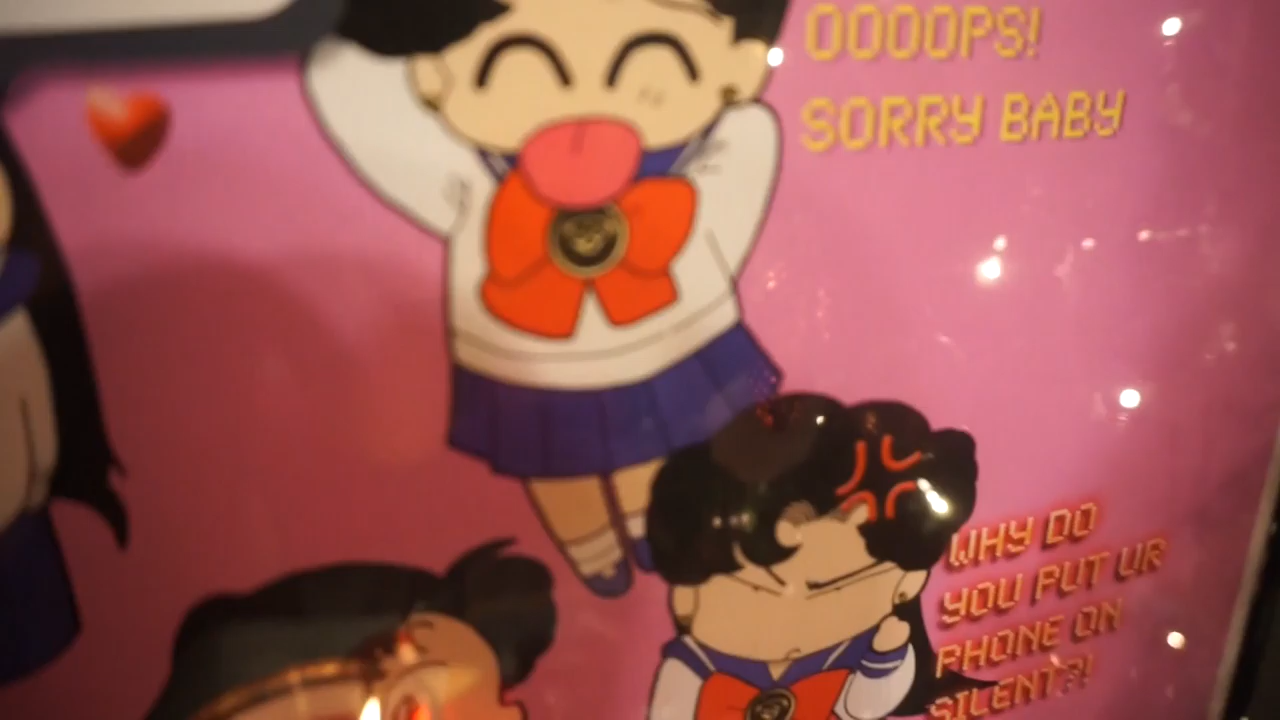 OOOOPS!
SORRY BABY
WHY DO
YOU PUT UR
PHONE ON
SILENT?!